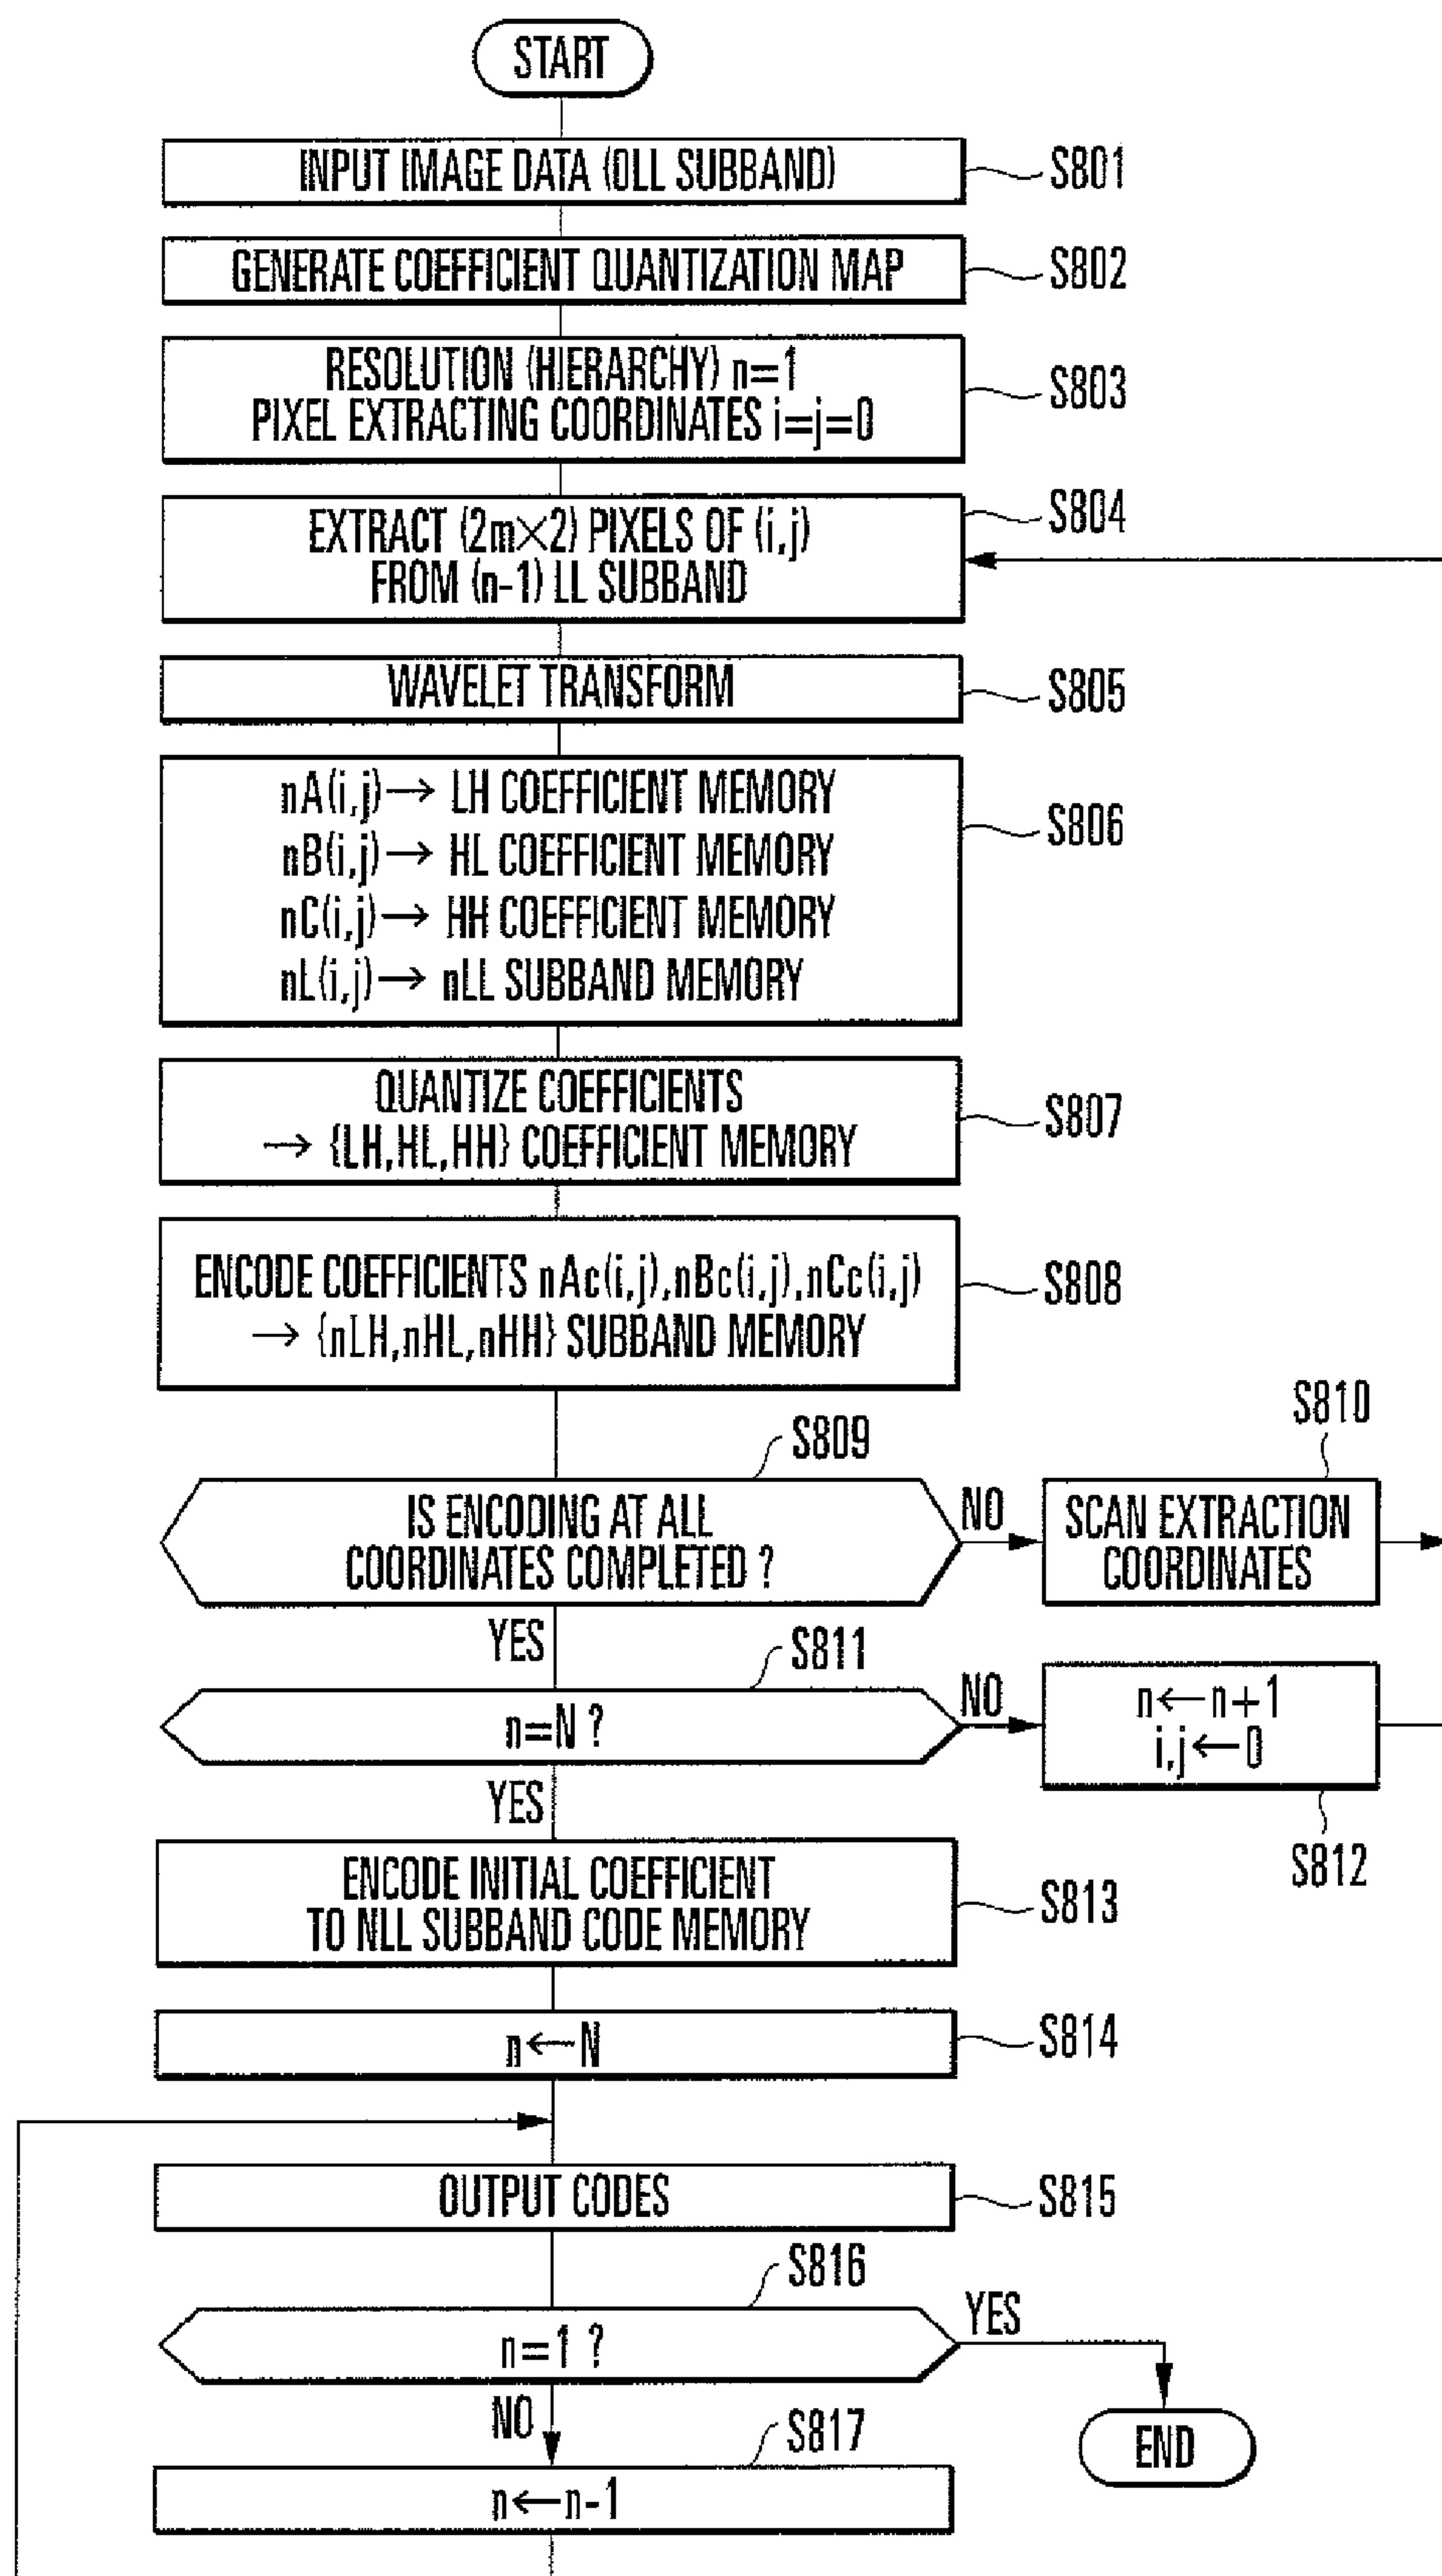 START
INPUT IMAGE DATA (0LL SUBBAND)
S801
GENERATE COEFFICIENT QUANTIZATION MAP
S802
RESOLUTION (HIERARCHY) n=1
PIXEL EXTRACTING COORDINATES i=j=0
S803
EXTRACT (2m×2) PIXELS OF (i,j)
FROM (n-1) LL SUBBAND
S804
WAVELET TRANSFORM
S805
nA(i,j)→ LH COEFFICIENT MEMORY
nB(i,j)→ HL COEFFICIENT MEMORY
nC(i,j)→ HH COEFFICIENT MEMORY
nL(i,j)→ nLL SUBBAND MEMORY
S806
QUANTIZE COEFFICIENTS
→ {LH,HL,HH} COEFFICIENT MEMORY
S807
ENCODE COEFFICIENTS nAc(i,j),nBc(i,j),nCc(i,j)
→ {nLH,nHL,nHH} SUBBAND MEMORY
S808
S809
IS ENCODING AT ALL
COORDINATES COMPLETED ?
NO
S810
SCAN EXTRACTION
COORDINATES
YES
S811
n=N ?
NO
n←n+1
i,j←0
S812
YES
ENCODE INITIAL COEFFICIENT
TO NLL SUBBAND CODE MEMORY
S813
n←N
S814
OUTPUT CODES
S815
S816
n=1 ?
YES
END
NO
S817
n←n-1